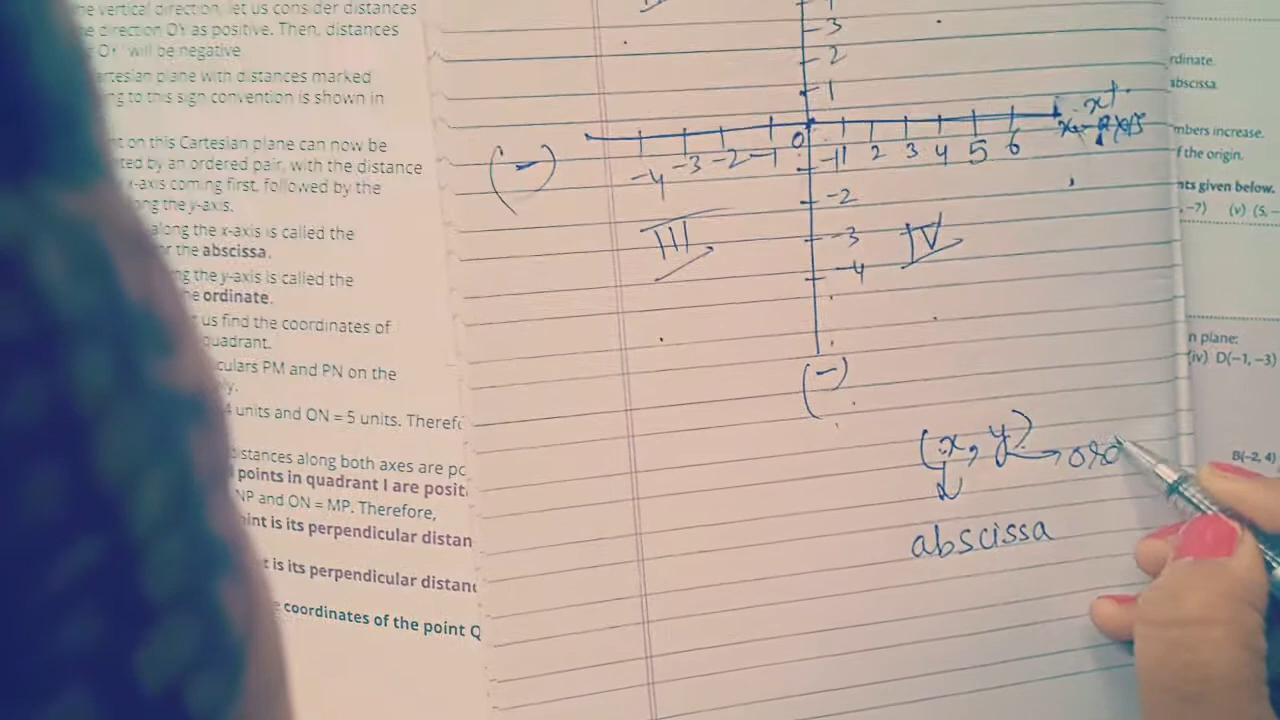 he vertical direction, let us consider distances
e direction OY as positive. Then, distances
OY' will be negative
artesian plane with distances marked
ng to this sign convention is shown in
t on this Cartesian plane can now be
ted by an ordered pair, with the distance
x-axis coming first, followed by the
ong the y-axis.
along the x-axis is called the
or the abscissa.
ng the y-axis is called the
e ordinate.
us find the coordinates of
quadrant.
culars PM and PN on the
ly.
4 units and ON = 5 units. Therefo
distances along both axes are po
points in quadrant I are positi
NP and ON = MP. Therefore,
int is its perpendicular distan
t is its perpendicular distanc
coordinates of the point Q
3
2
1
0
-4 -3 -2 -1
-1 1 2 3 4 5 6
-2
-3
-4
(-)
III
IV
(-)
(x, y)
ord
abscissa
rdinate.
abscissa
mbers increase.
f the origin.
nts given below.
, -7) (v) (5, -
n plane:
(iv) D(-1, -3)
B(-2, 4)